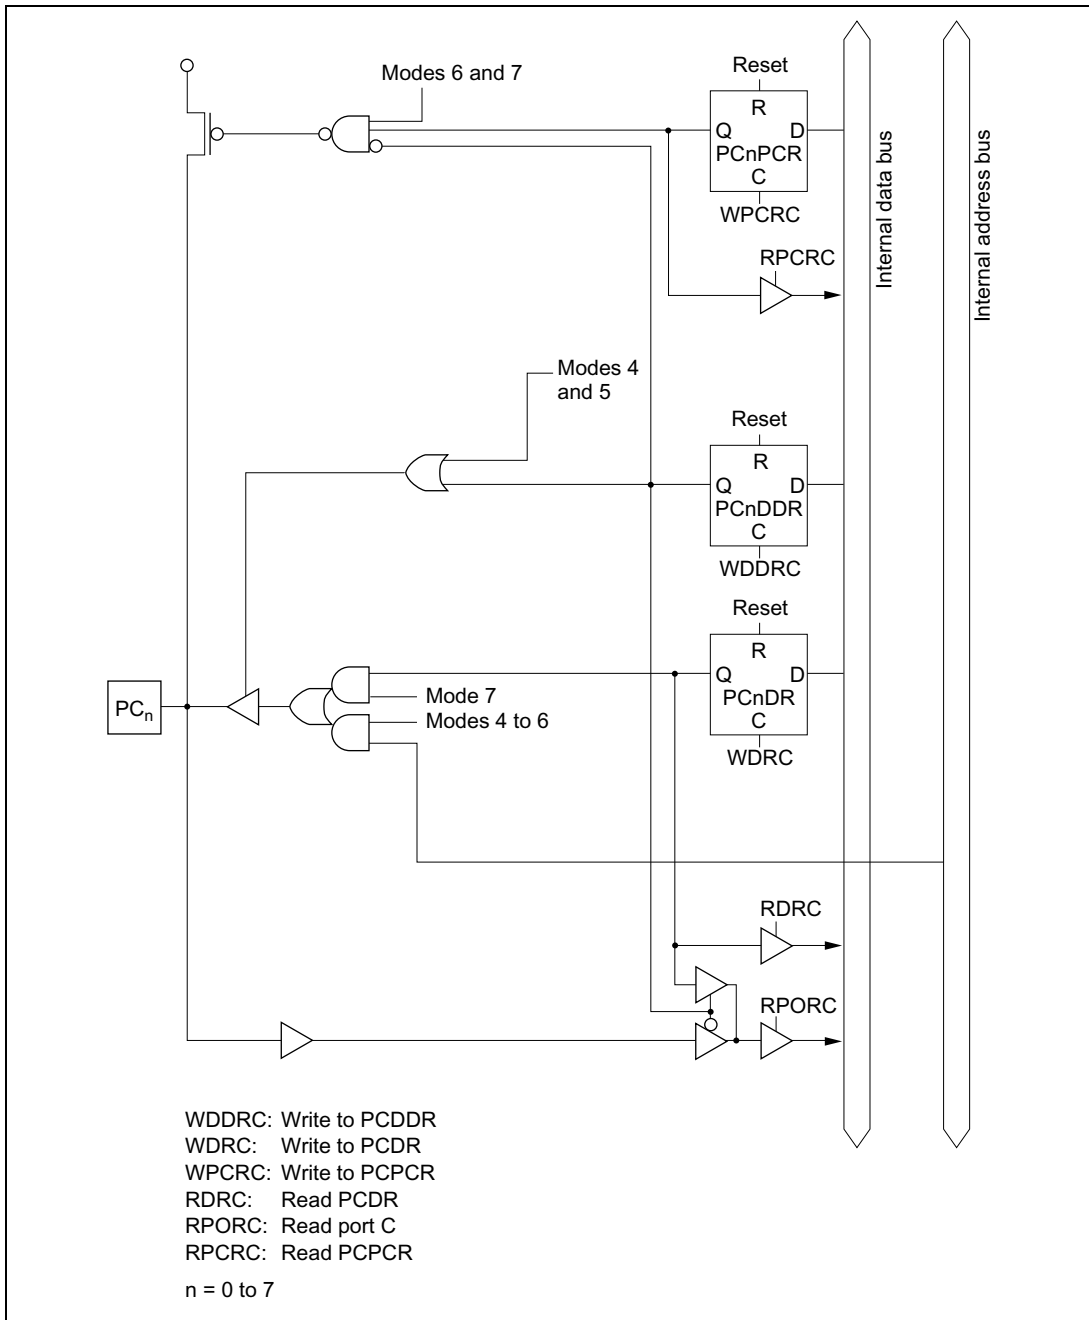 Modes 6 and 7
Reset
R
Q D
PCnPCR
C
WPCRC
RPCRC
Internal data bus
Internal address bus
Modes 4
and 5
Reset
R
Q D
PCnDDR
C
WDDRC
Reset
R
Q D
PCnDR
C
WDRC
Mode 7
Modes 4 to 6
PCn
RDRC
RPORC
WDDRC: Write to PCDDR
WDRC: Write to PCDR
WPCRC: Write to PCPCR
RDRC: Read PCDR
RPORC: Read port C
RPCRC: Read PCPCR
n = 0 to 7